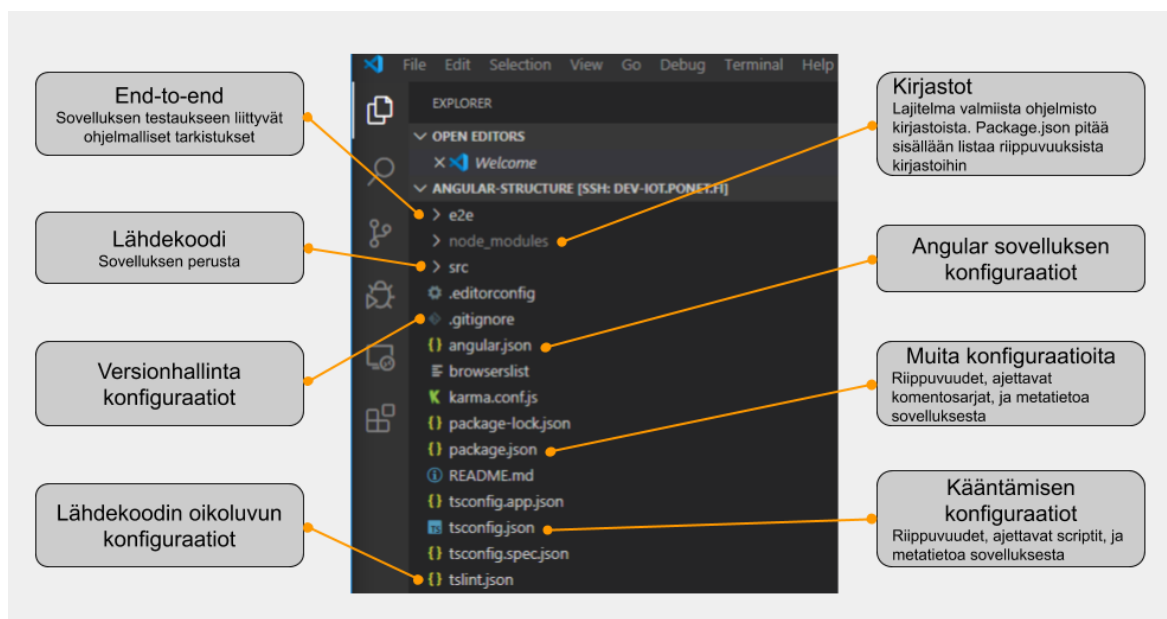 End-to-end
Sovelluksen testaukseen liittyvät
ohjelmalliset tarkistukset
Lähdekoodi
Sovelluksen perusta
Versionhallinta
konfiguraatiot
Lähdekoodin oikoluvun
konfiguraatiot
File Edit Selection View Go Debug Terminal Help
EXPLORER
OPEN EDITORS
Welcome
ANGULAR-STRUCTURE [SSH: DEV-IOT.PONET.FI]
e2e
node_modules
src
.editorconfig
.gitignore
{} angular.json
browserslist
karma.conf.js
{} package-lock.json
{} package.json
README.md
{} tsconfig.app.json
TS tsconfig.json
{} tsconfig.spec.json
{} tslint.json
Kirjastot
Lajitelma valmiista ohjelmisto
kirjastoista. Package.json pitää
sisällään listaa riippuvuuksista
kirjastoihin
Angular sovelluksen
konfiguraatiot
Muita konfiguraatioita
Riippuvuudet, ajettavat
komentosarjat, ja metatietoa
sovelluksesta
Kääntämisen
konfiguraatiot
Riippuvuudet, ajettavat scriptit, ja
metatietoa sovelluksesta